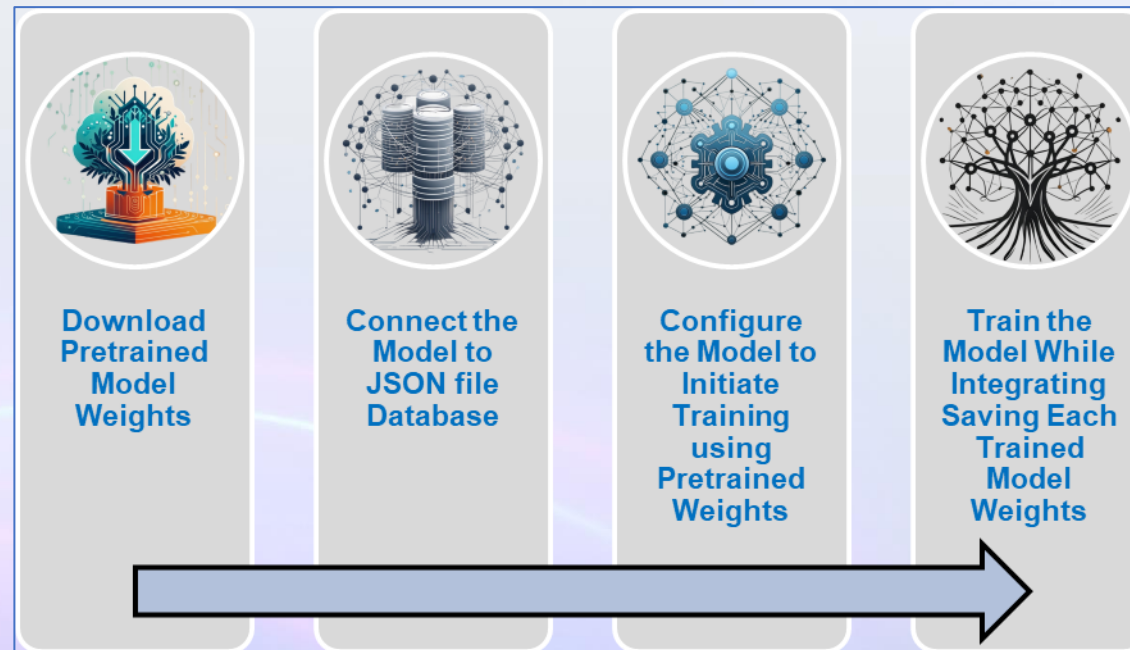 Download
Pretrained
Model
Weights
Connect the
Model to
JSON file
Database
Configure
the Model to
Initiate
Training
using
Pretrained
Weights
Train the
Model While
Integrating
Saving Each
Trained
Model
Weights